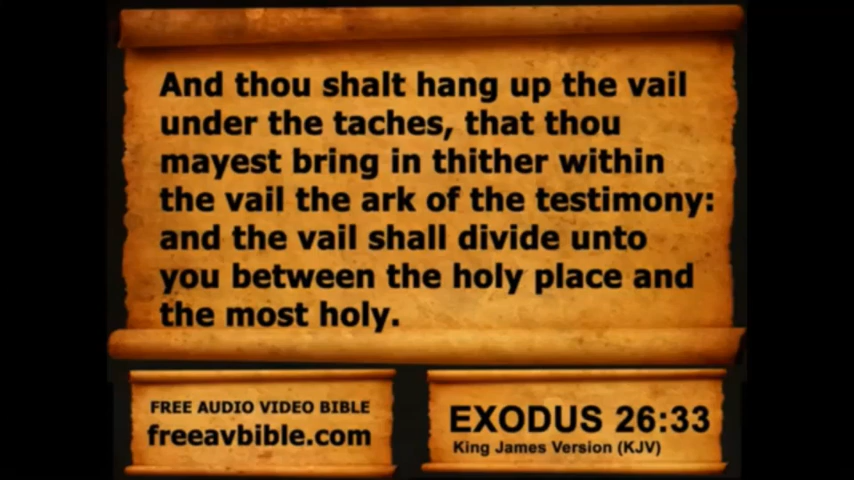 And thou shalt hang up the vail
under the taches, that thou
mayest bring in thither within
the vail the ark of the testimony:
and the vail shall divide unto
you between the holy place and
the most holy.
FREE AUDIO VIDEO BIBLE
freeavbible.com
EXODUS 26:33
King James Version (KJV)